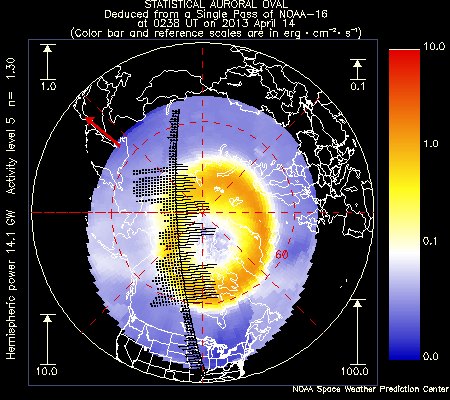 STATISTICAL AURORAL OVAL
Deduced from a Single Pass of NOAA-16
at 0238 UT on 2013 April 14
(Color bar and reference scales are in erg · cm⁻² · s⁻¹)
Hemispheric power 14.1 GW Activity level 5 n= 1.30
1.0
0.1
10.0
100.0
60
10.0
1.0
0.1
0.0
NOAA Space Weather Prediction Center